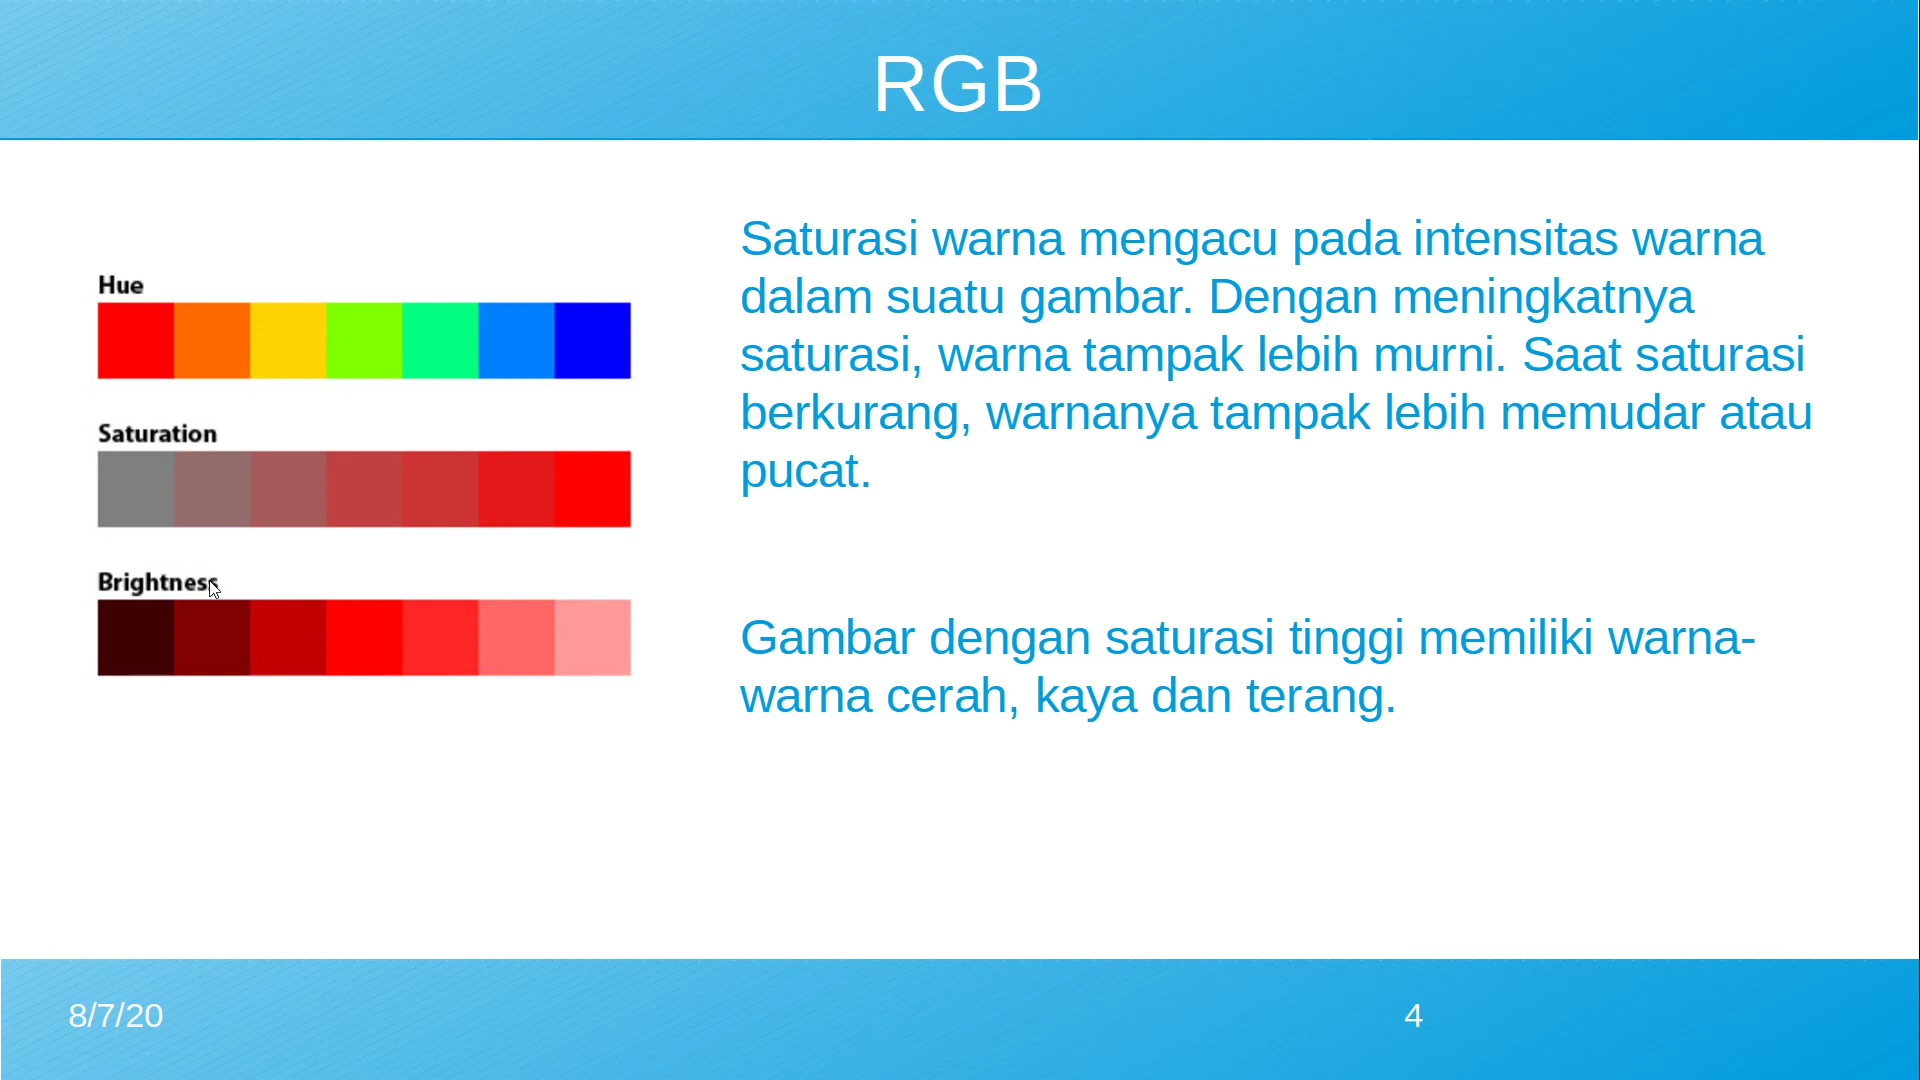 RGB
Hue
Saturation
Brightness
Saturasi warna mengacu pada intensitas warna
dalam suatu gambar. Dengan meningkatnya
saturasi, warna tampak lebih murni. Saat saturasi
berkurang, warnanya tampak lebih memudar atau
pucat.
Gambar dengan saturasi tinggi memiliki warna-
warna cerah, kaya dan terang.
8/7/20
4